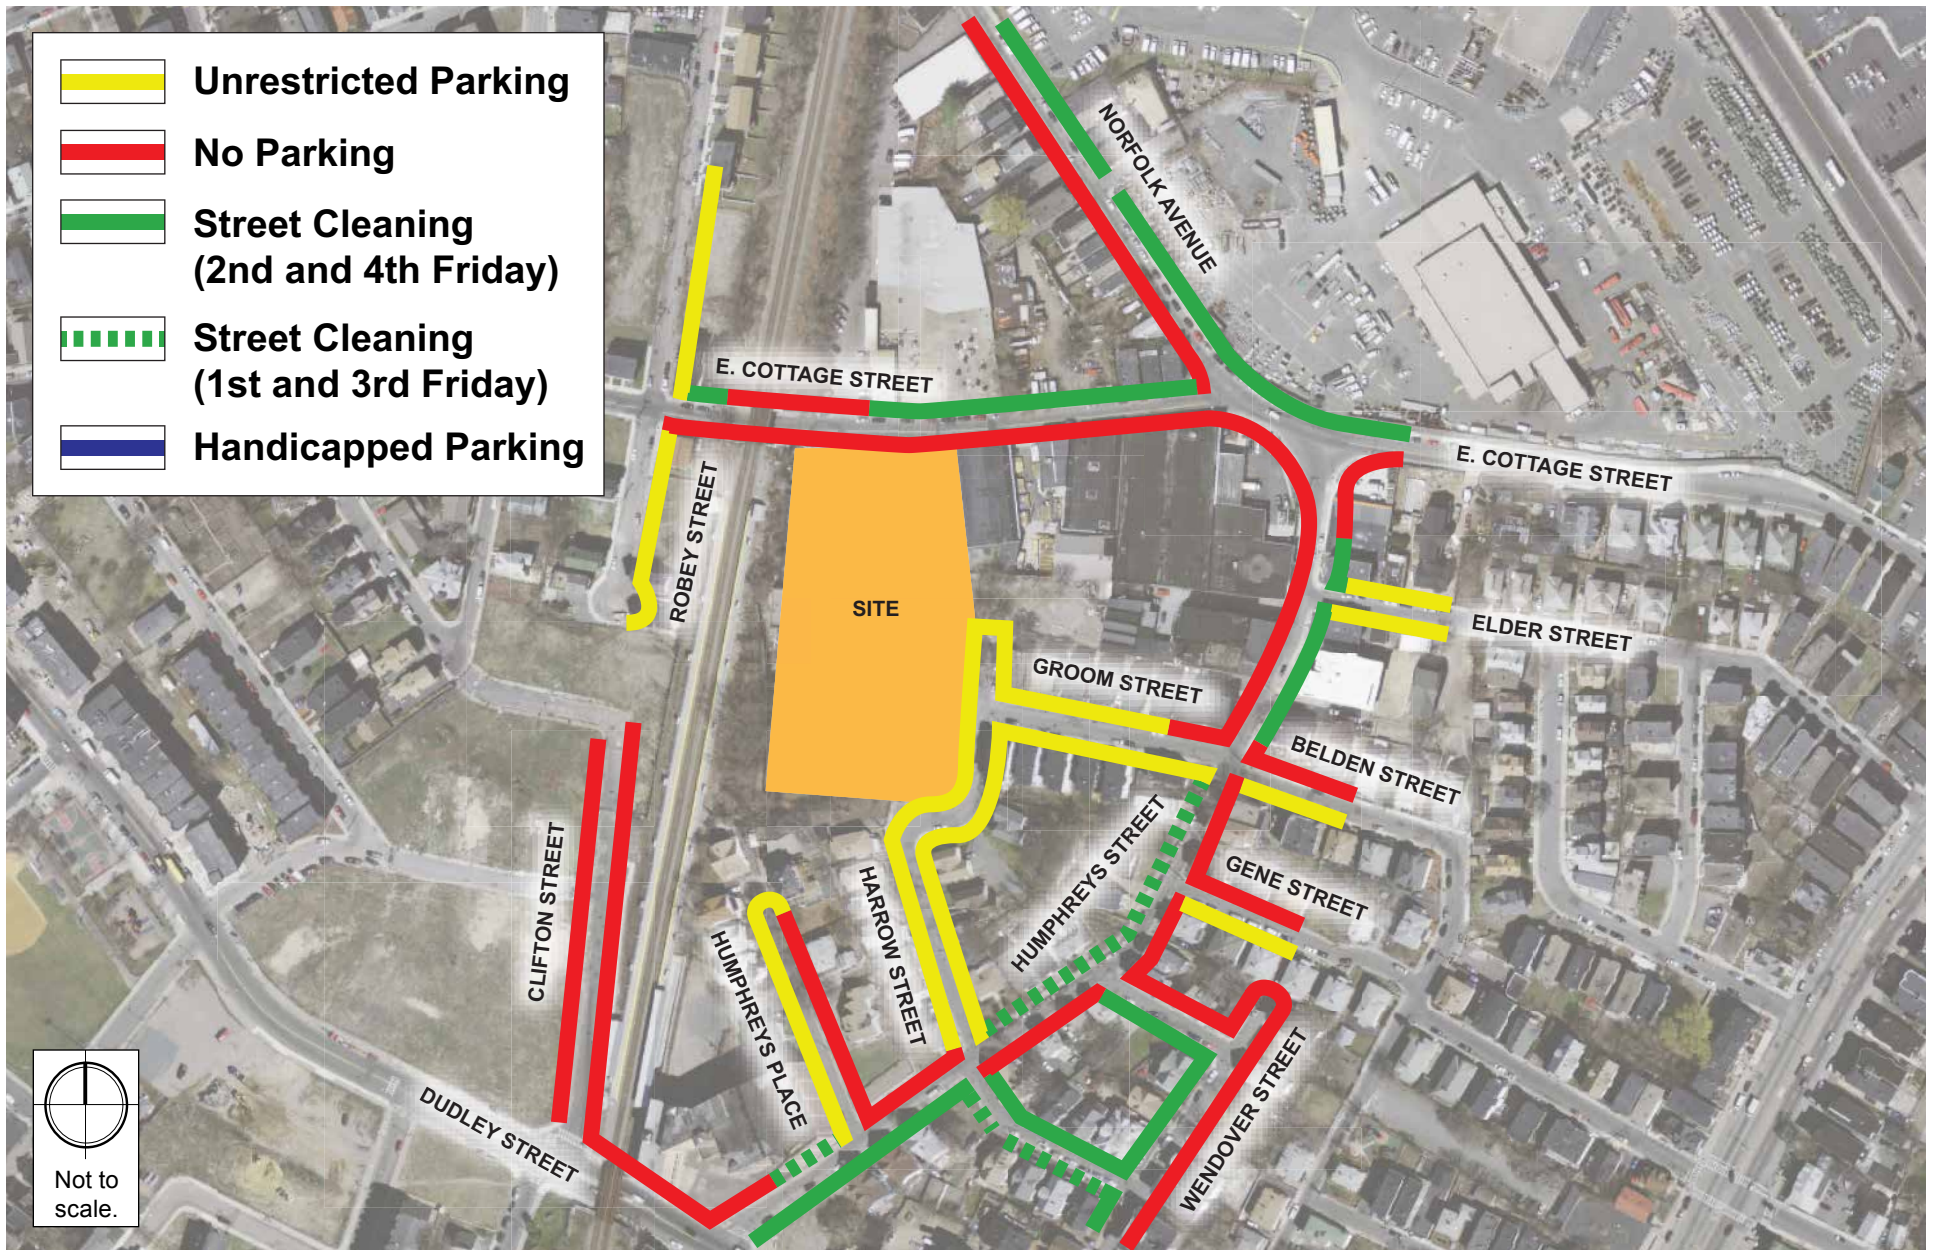 Unrestricted Parking
No Parking
Street Cleaning
(2nd and 4th Friday)
Street Cleaning
(1st and 3rd Friday)
Handicapped Parking
NORFOLK AVENUE
E. COTTAGE STREET
E. COTTAGE STREET
ROBEY STREET
SITE
ELDER STREET
GROOM STREET
BELDEN STREET
CLIFTON STREET
HUMPHREYS STREET
GENE STREET
HARROW STREET
HUMPHREYS PLACE
WENDOVER STREET
DUDLEY STREET
Not to
scale.